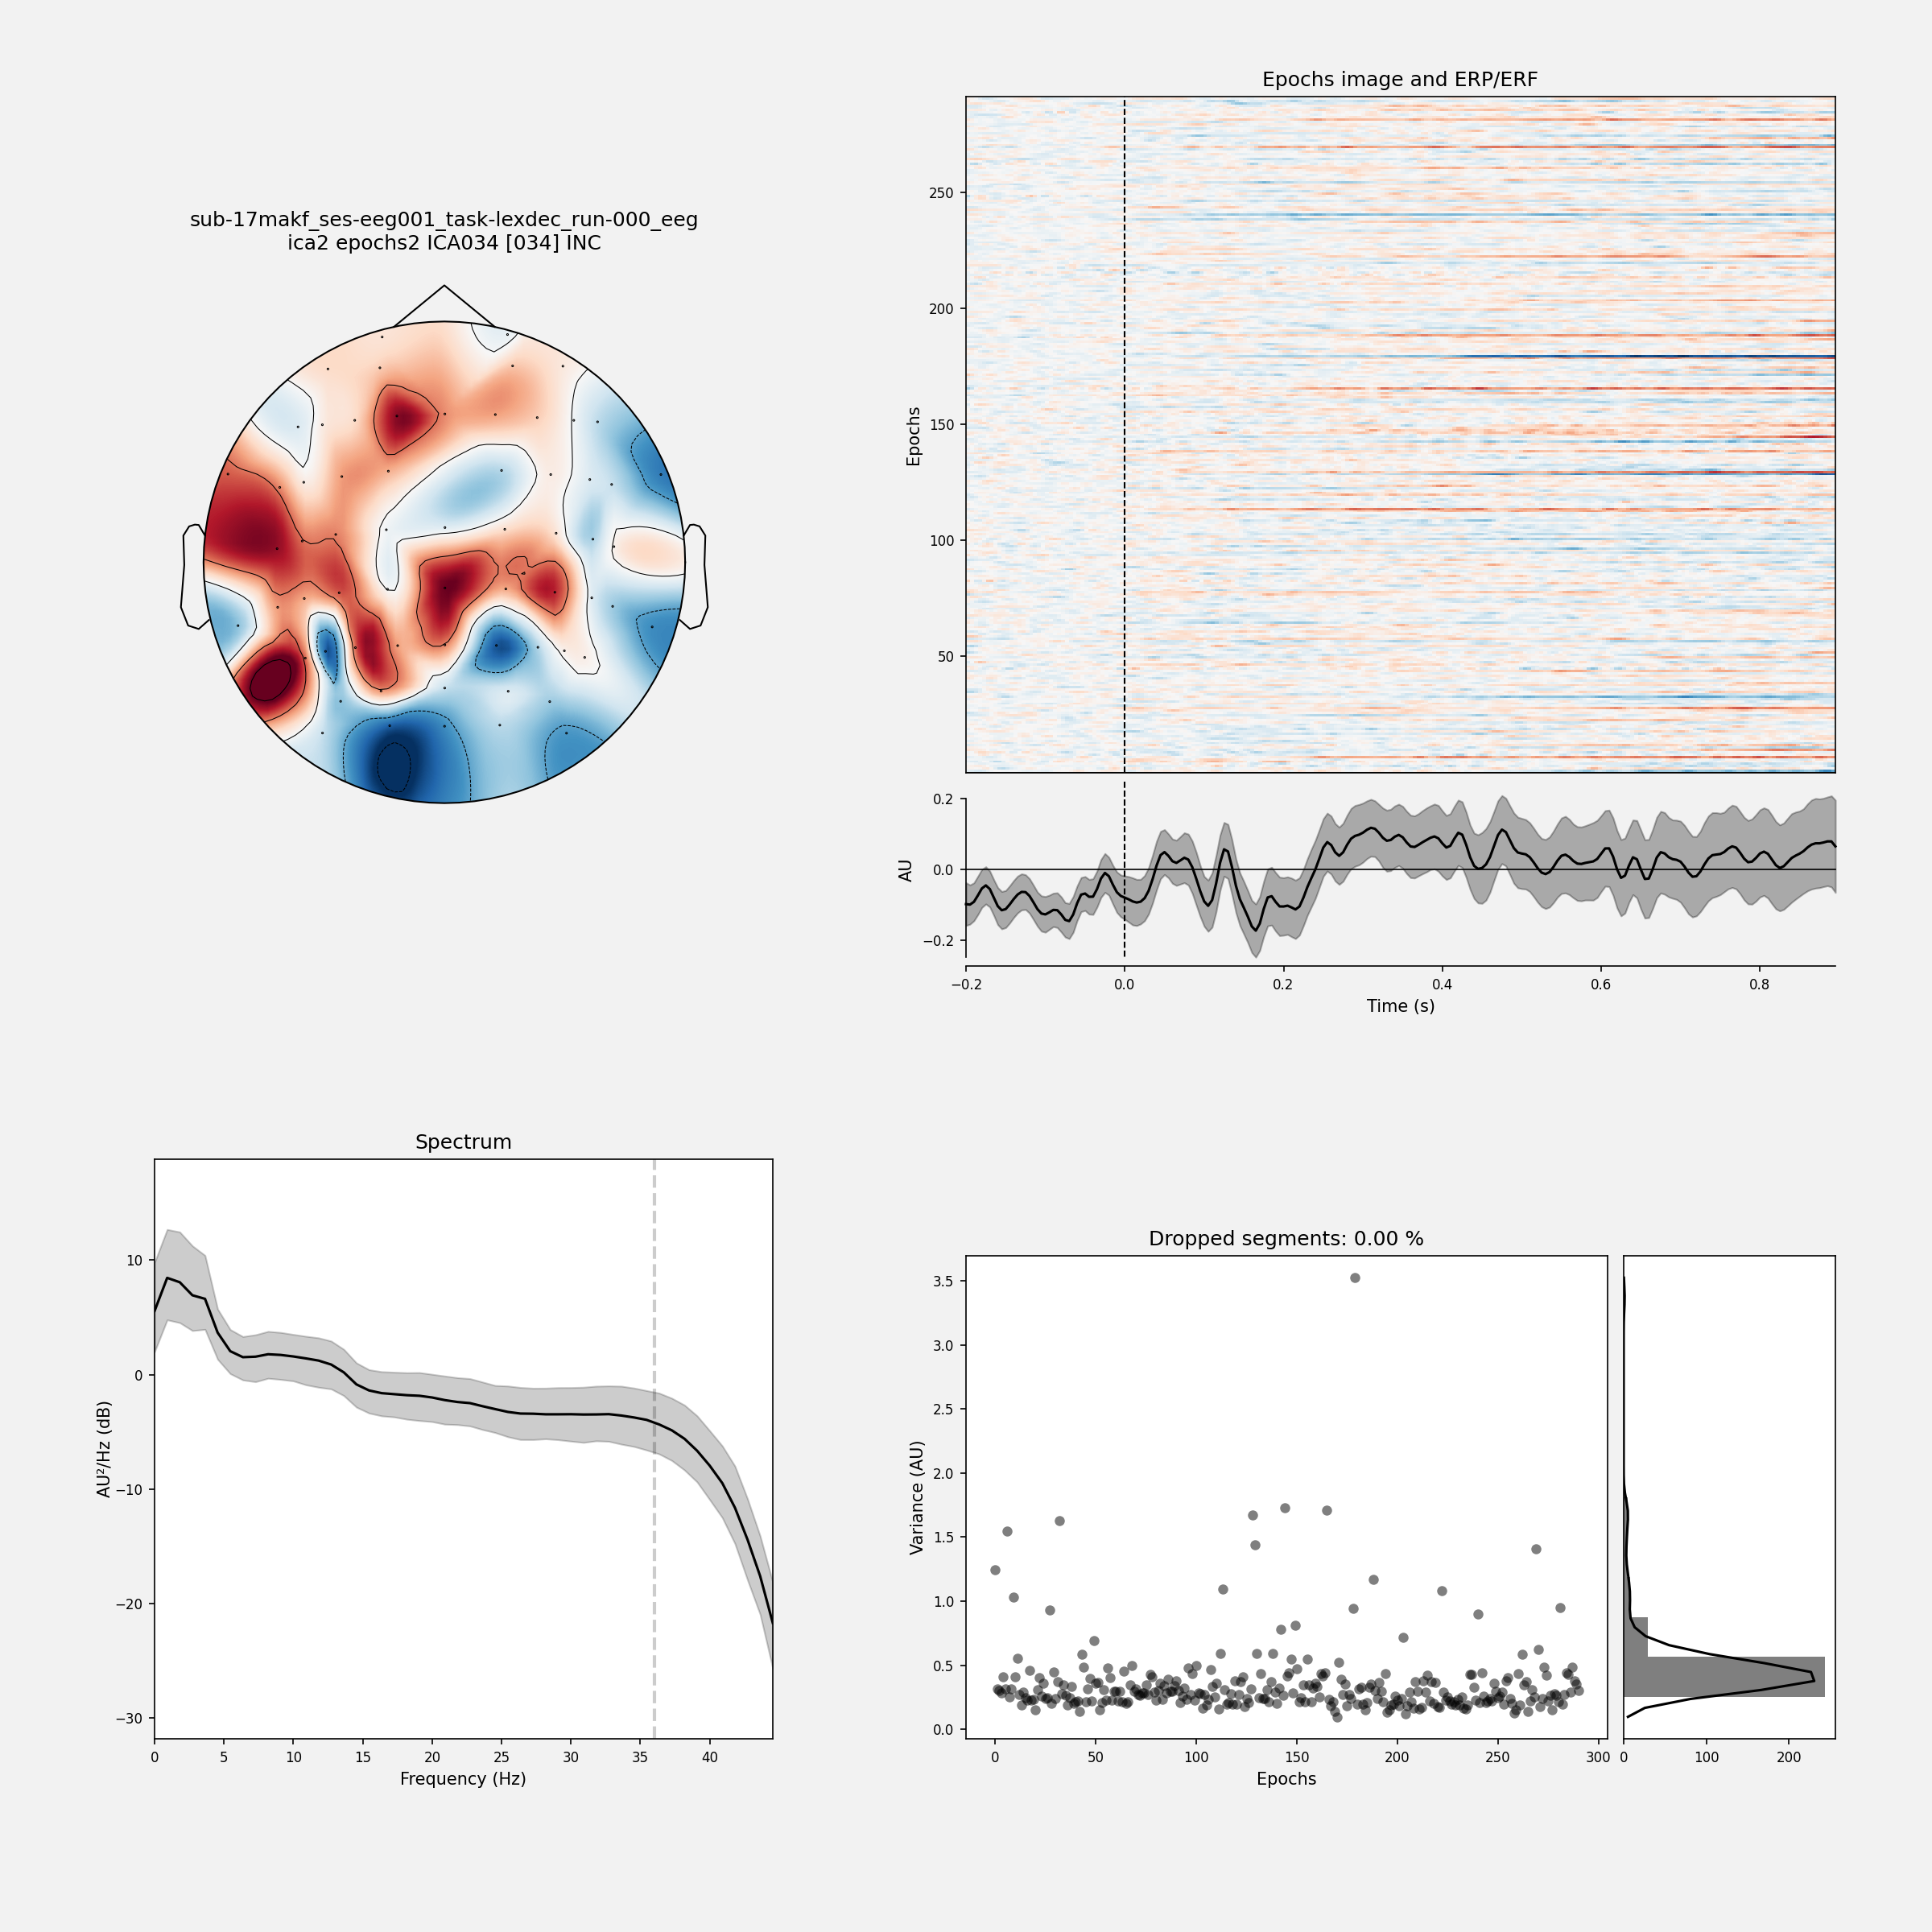 sub-17makf_ses-eeg001_task-lexdec_run-000_eeg
ica2 epochs2 ICA034 [034] INC
Epochs image and ERP/ERF
Epochs
250
200
150
100
50
AU
0.2
0.0
−0.2
−0.2 0.0 0.2 0.4 0.6 0.8
Time (s)
Spectrum
AU²/Hz (dB)
10
0
−10
−20
−30
0 5 10 15 20 25 30 35 40
Frequency (Hz)
Dropped segments: 0.00 %
Variance (AU)
3.5
3.0
2.5
2.0
1.5
1.0
0.5
0.0
0 50 100 150 200 250 300
Epochs
0 100 200